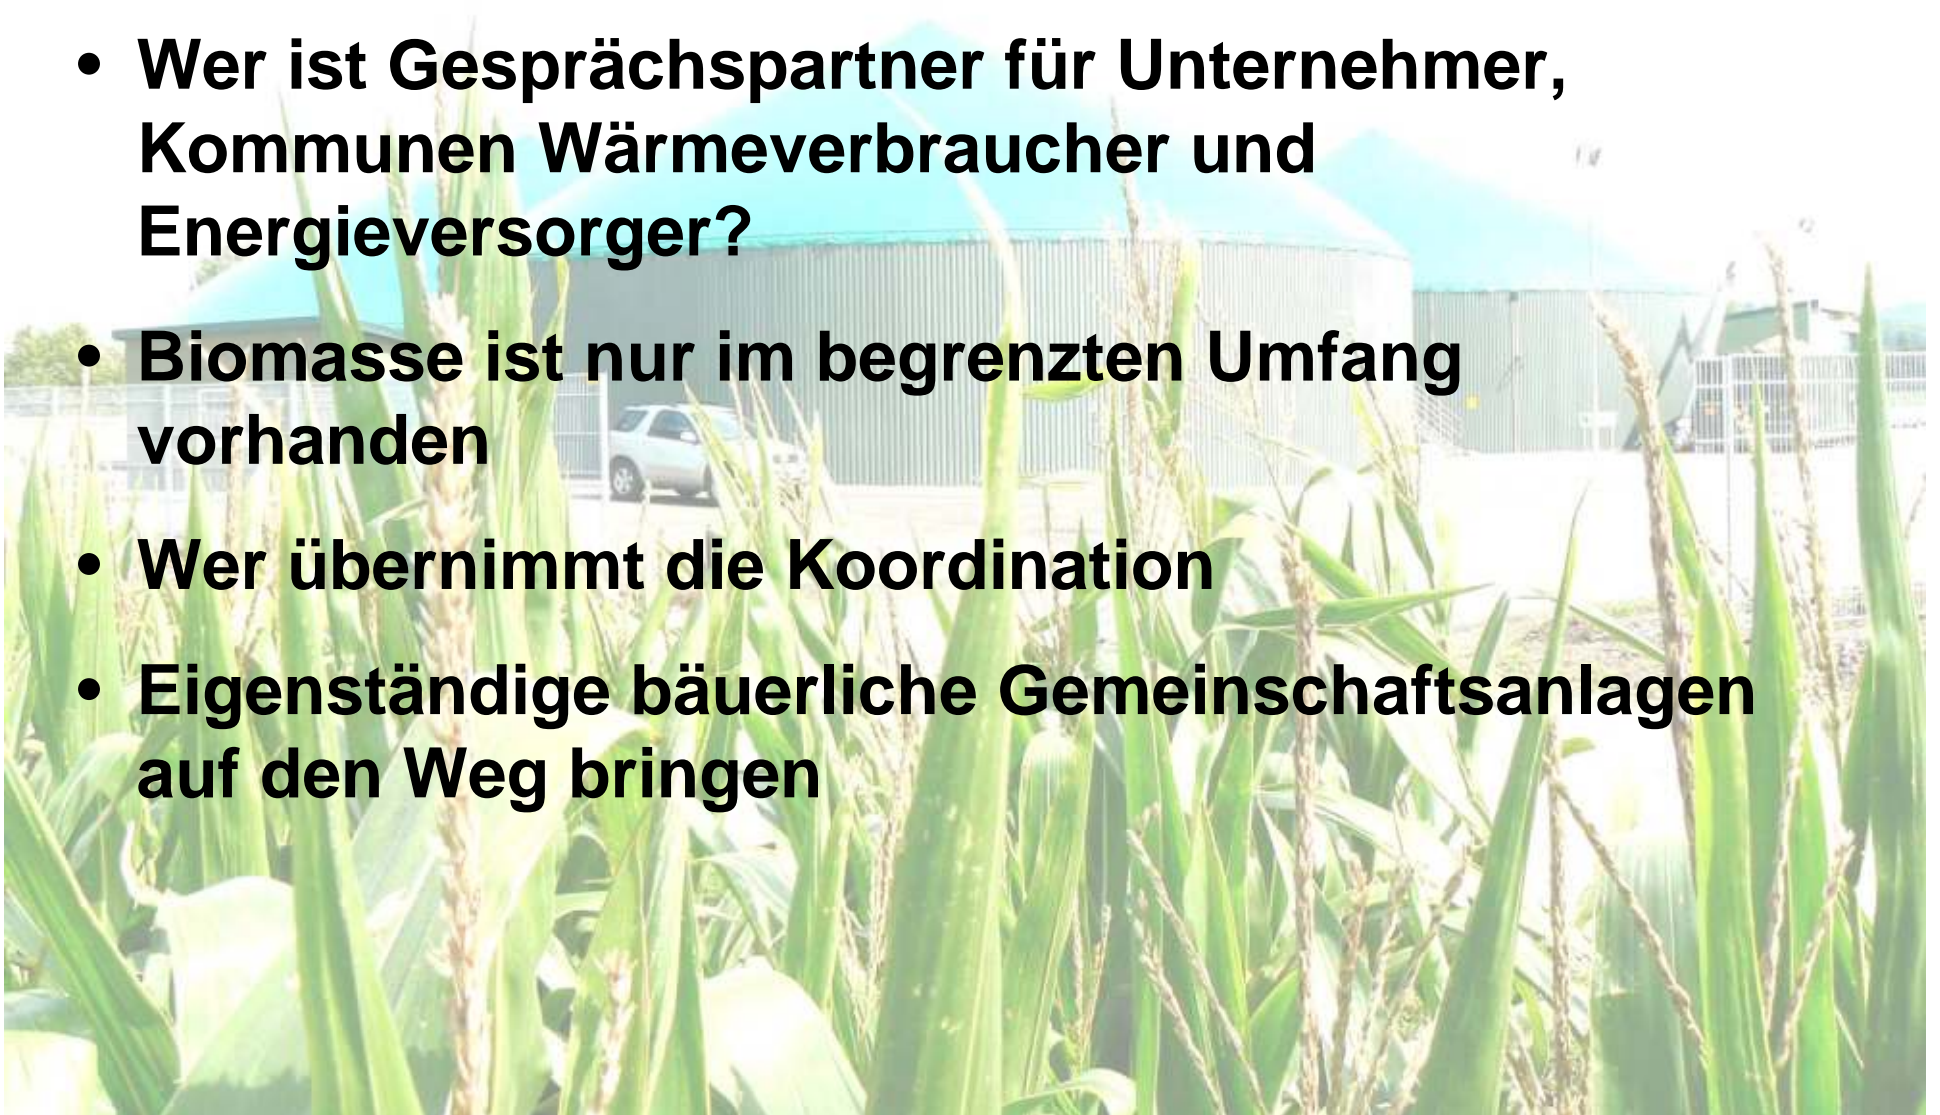 • Wer ist Gesprächspartner für Unternehmer,
Kommunen Wärmeverbraucher und
Energieversorger?
• Biomasse ist nur im begrenzten Umfang
vorhanden
• Wer übernimmt die Koordination
• Eigenständige bäuerliche Gemeinschaftsanlagen
auf den Weg bringen